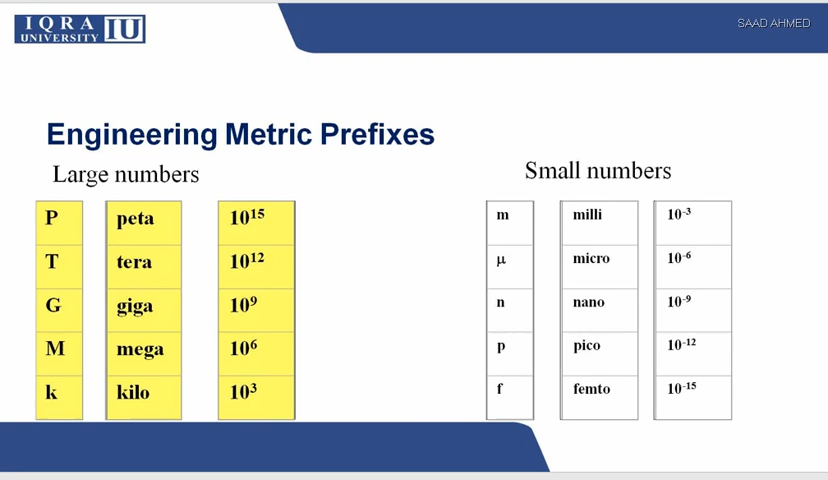 IQRA
UNIVERSITY IU
SAAD AHMED
Engineering Metric Prefixes
Large numbers
P peta 10¹⁵
T tera 10¹²
G giga 10⁹
M mega 10⁶
k kilo 10³
Small numbers
m milli 10⁻³
μ micro 10⁻⁶
n nano 10⁻⁹
p pico 10⁻¹²
f femto 10⁻¹⁵